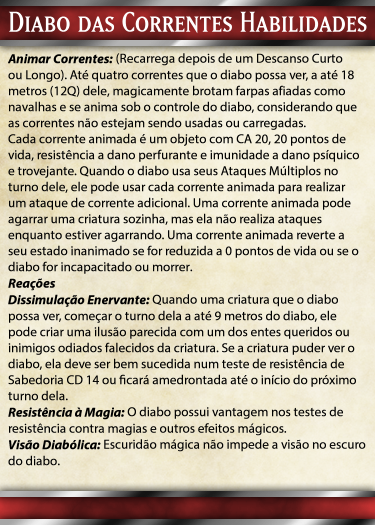 Diabo das Correntes Habilidades
Animar Correntes: (Recarrega depois de um Descanso Curto
ou Longo). Até quatro correntes que o diabo possa ver, a até 18
metros (12Q) dele, magicamente brotam farpas afiadas como
navalhas e se anima sob o controle do diabo, considerando que
as correntes não estejam sendo usadas ou carregadas.
Cada corrente animada é um objeto com CA 20, 20 pontos de
vida, resistência a dano perfurante e imunidade a dano psíquico
e trovejante. Quando o diabo usa seus Ataques Múltiplos no
turno dele, ele pode usar cada corrente animada para realizar
um ataque de corrente adicional. Uma corrente animada pode
agarrar uma criatura sozinha, mas ela não realiza ataques
enquanto estiver agarrando. Uma corrente animada reverte a
seu estado inanimado se for reduzida a 0 pontos de vida ou se o
diabo for incapacitado ou morrer.
Reações
Dissimulação Enervante: Quando uma criatura que o diabo
possa ver, começar o turno dela a até 9 metros do diabo, ele
pode criar uma ilusão parecida com um dos entes queridos ou
inimigos odiados falecidos da criatura. Se a criatura puder ver o
diabo, ela deve ser bem sucedida num teste de resistência de
Sabedoria CD 14 ou ficará amedrontada até o início do próximo
turno dela.
Resistência à Magia: O diabo possui vantagem nos testes de
resistência contra magias e outros efeitos mágicos.
Visão Diabólica: Escuridão mágica não impede a visão no escuro
do diabo.